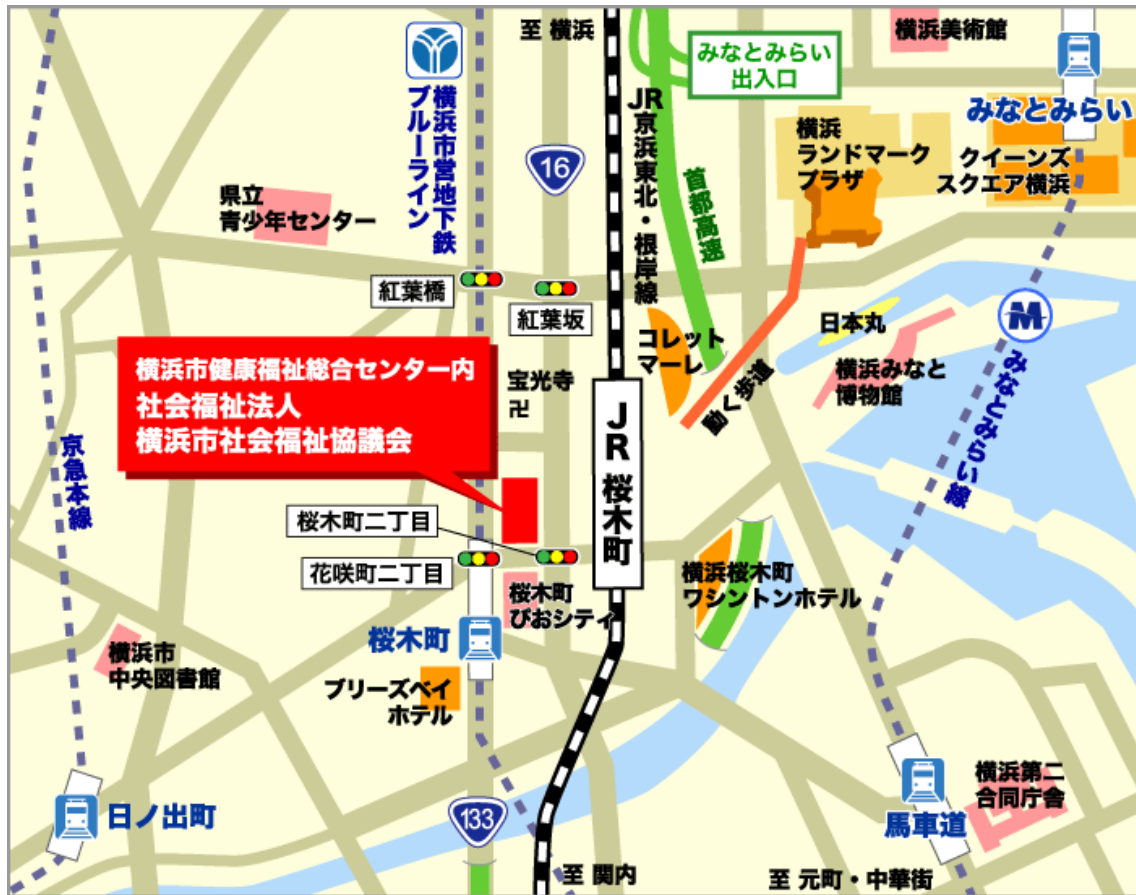 至 横浜
横浜美術館
みなとみらい
出入口
横浜市営地下鉄
ブルーライン
JR京浜東北・根岸線
みなとみらい
横浜
ランドマーク
プラザ
クイーンズ
スクエア横浜
16
首都高速
県立
青少年センター
紅葉橋
紅葉坂
コレット
マーレ
日本丸
M
みなとみらい線
横浜みなと
博物館
動く歩道
横浜市健康福祉総合センター内
社会福祉法人
横浜市社会福祉協議会
宝光寺
卍
JR 桜木町
京急本線
桜木町二丁目
花咲町二丁目
桜木町
ぴおシティ
横浜桜木町
ワシントンホテル
桜木町
横浜市
中央図書館
ブリーズベイ
ホテル
日ノ出町
133
馬車道
横浜第二
合同庁舎
至 関内
至 元町・中華街